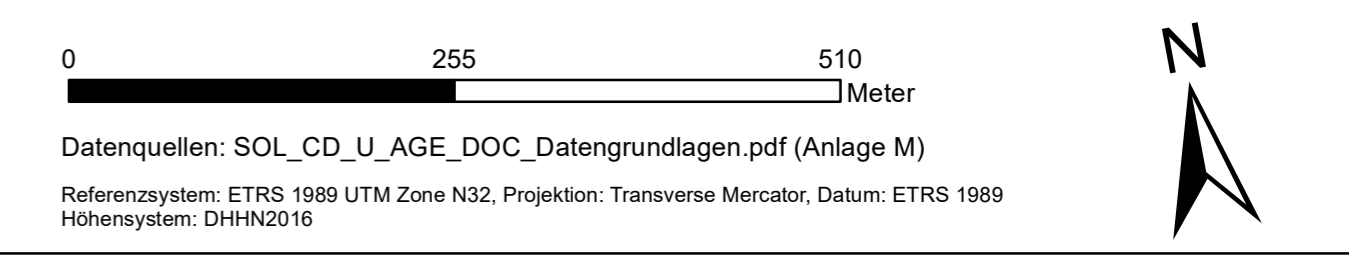 N
0 255 510
Meter
Datenquellen: SOL_CD_U_AGE_DOC_Datengrundlagen.pdf (Anlage M)
Referenzsystem: ETRS 1989 UTM Zone N32, Projektion: Transverse Mercator, Datum: ETRS 1989
Höhensystem: DHHN2016